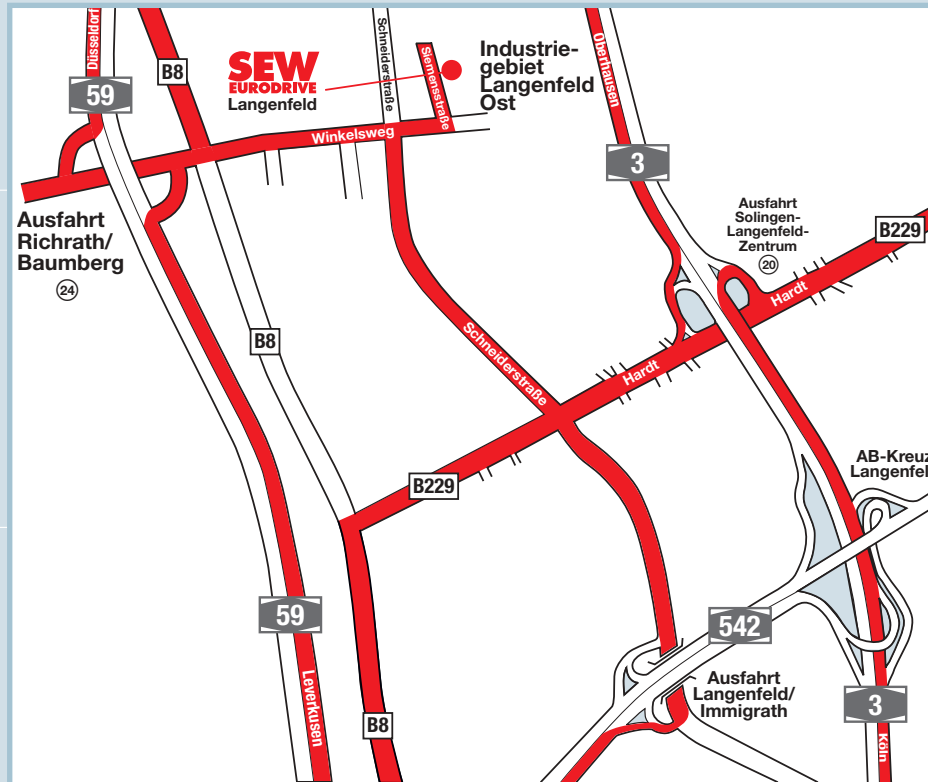 Düsseldorf
59
B8
SEW
EURODRIVE
Langenfeld
Schneiderstraße
Siemensstraße
Industrie-
gebiet
Langenfeld
Ost
Oberhausen
3
Winkelsweg
Ausfahrt
Richrath/
Baumberg
24
Ausfahrt
Solingen-
Langenfeld-
Zentrum
20
B229
Hardt
B8
Schneiderstraße
Hardt
B229
AB-Kreuz
Langenfel
59
542
Leverkusen
B8
Ausfahrt
Langenfeld/
Immigrath
3
Köln